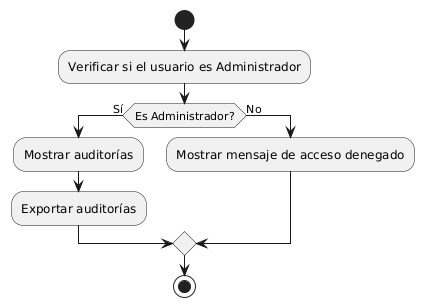 Verificar si el usuario es Administrador
Sí
Es Administrador?
No
Mostrar auditorías
Mostrar mensaje de acceso denegado
Exportar auditorías